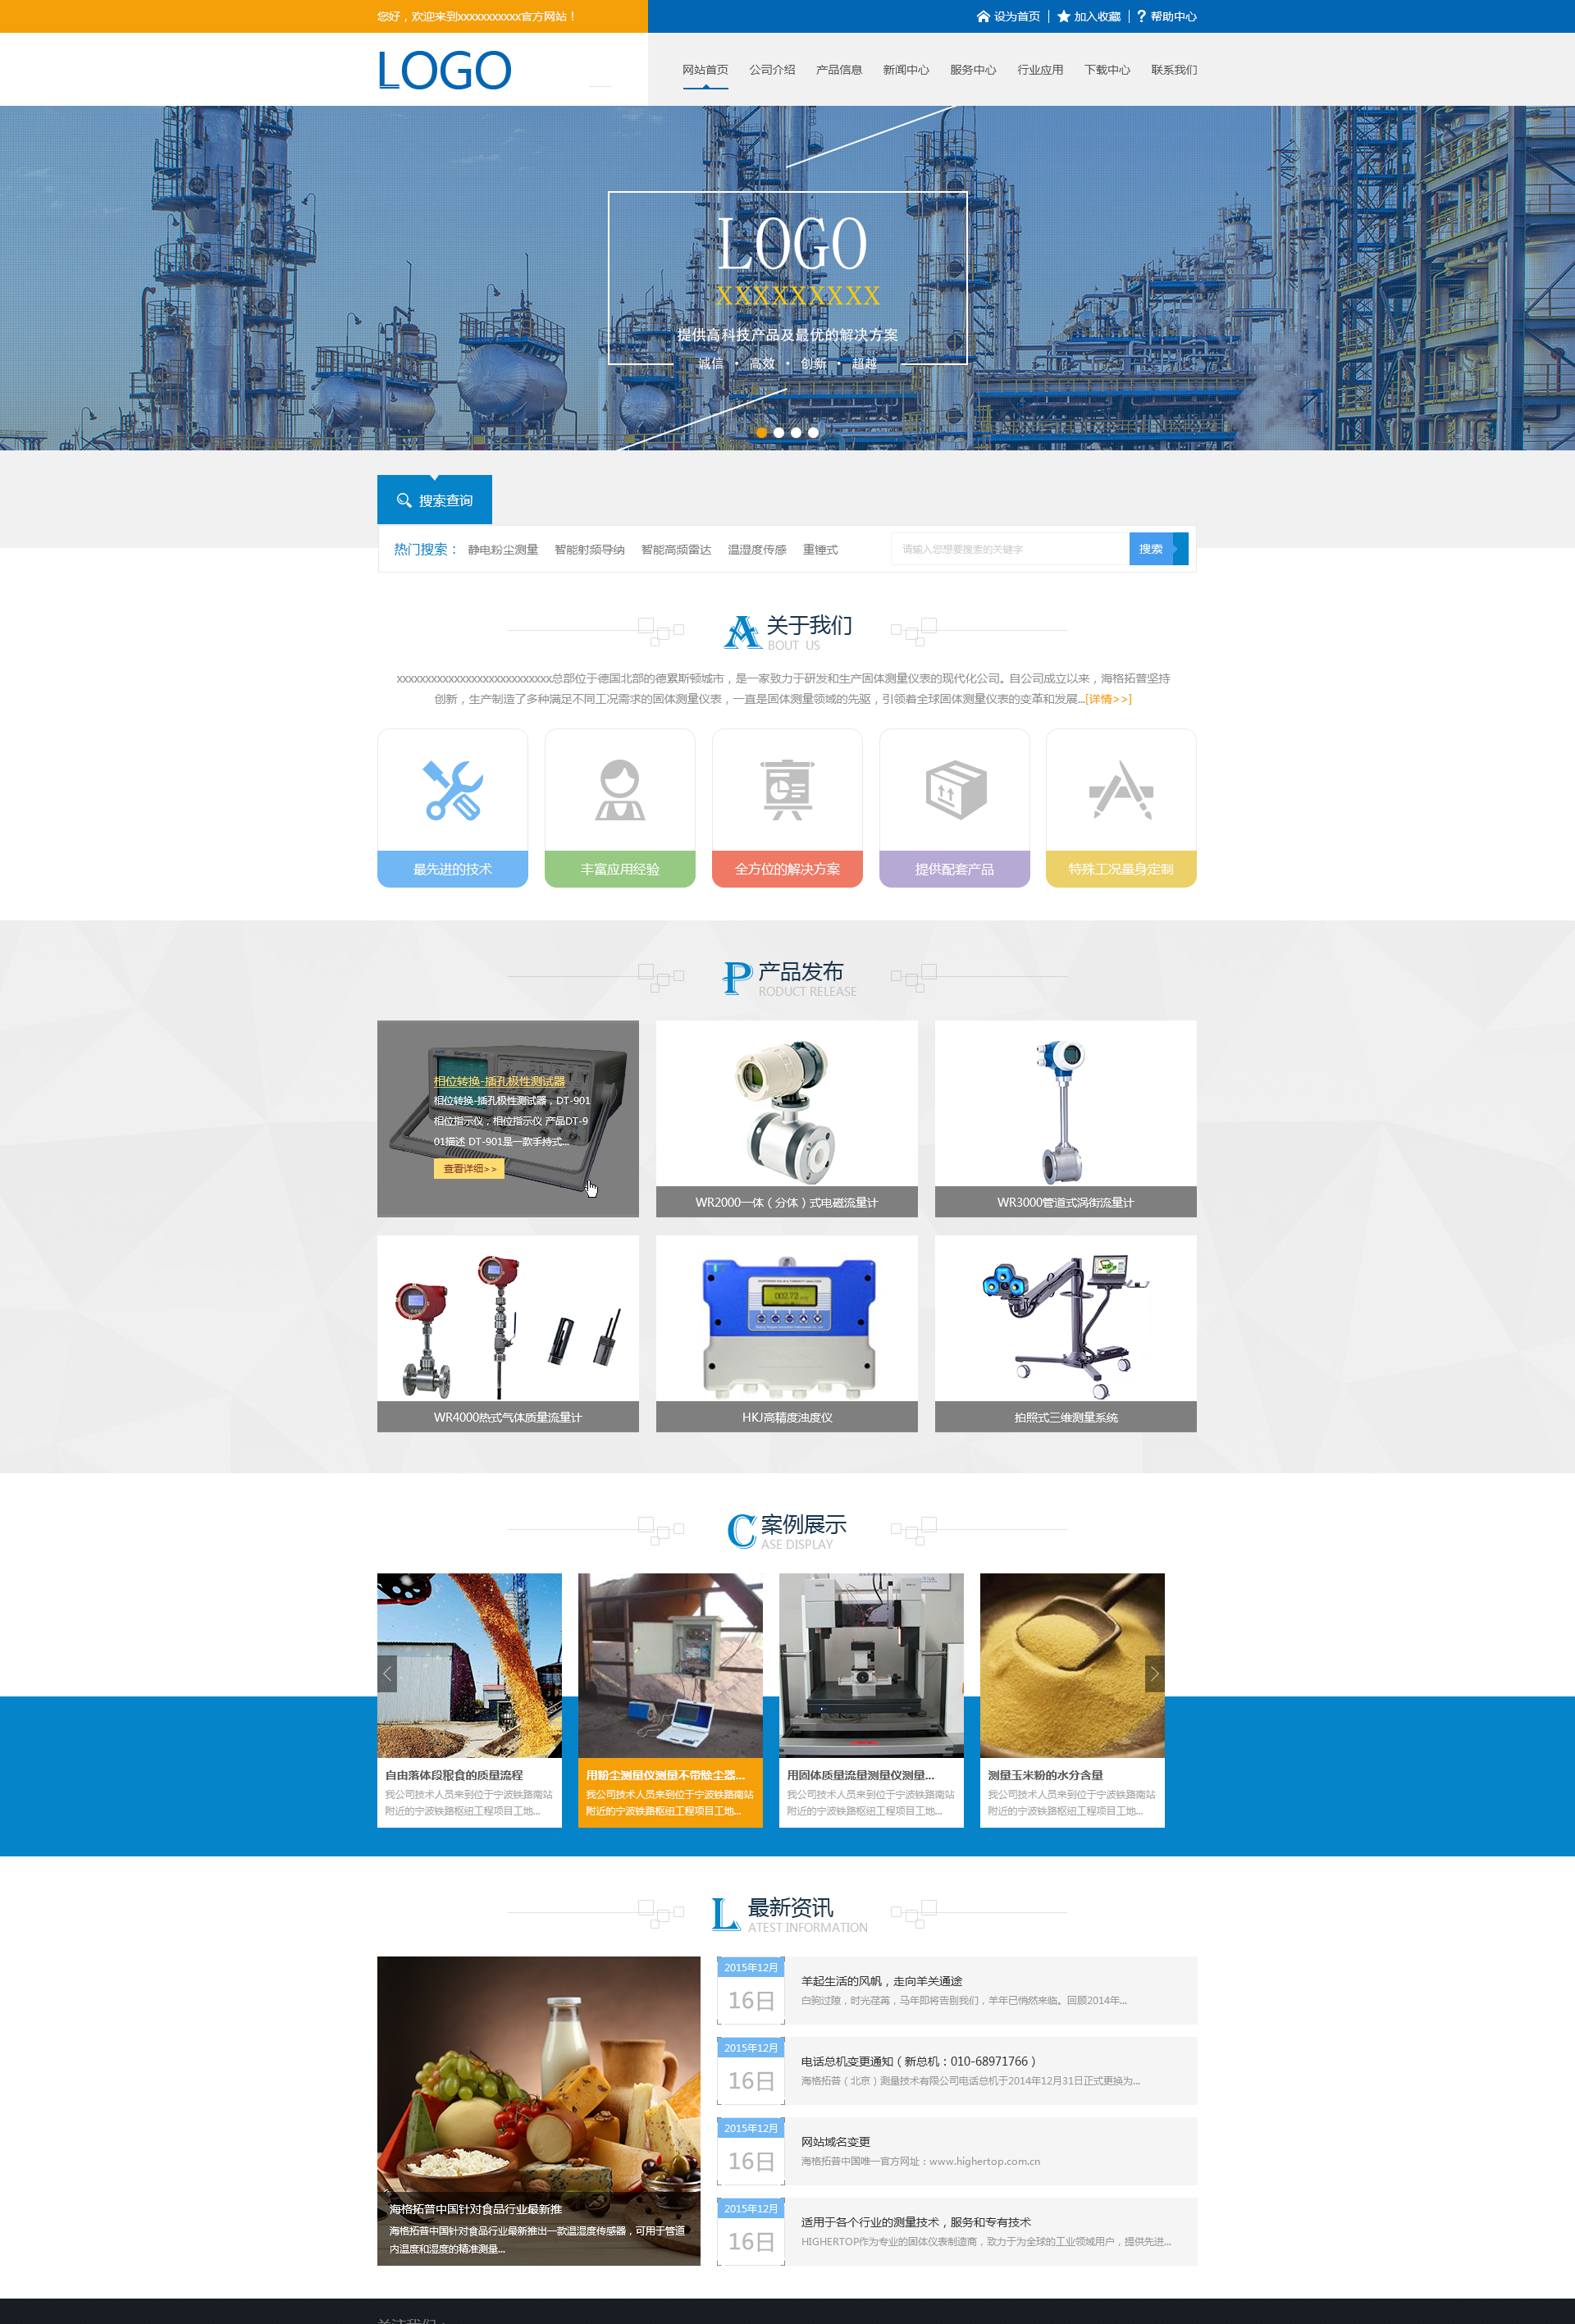 您好，欢迎来到xxxxxxxxxxx官方网站！
设为首页
加入收藏
帮助中心
LOGO
网站首页 公司介绍 产品信息 新闻中心 服务中心 行业应用 下载中心 联系我们
LOGO
XXXXXXXXX
提供高科技产品及最优的解决方案
诚信 • 高效 • 创新 • 超越
搜索查询
热门搜索： 静电粉尘测量 智能射频导纳 智能高频雷达 温湿度传感 重锤式
请输入您想要搜索的关键字
搜索
A 关于我们
BOUT US
xxxxxxxxxxxxxxxxxxxxxxxxxxx总部位于德国北部的德累斯顿城市，是一家致力于研发和生产固体测量仪表的现代化公司。自公司成立以来，海格拓普坚持
创新，生产制造了多种满足不同工况需求的固体测量仪表，一直是固体测量领域的先驱，引领着全球固体测量仪表的变革和发展...[详情>>]
最先进的技术
丰富应用经验
全方位的解决方案
提供配套产品
特殊工况量身定制
P 产品发布
RODUCT RELEASE
相位转换-插孔极性测试器
相位转换-插孔极性测试器，DT-901
相位指示仪，相位指示仪 产品DT-9
01描述 DT-901是一款手持式...
查看详细>>
WR2000一体（分体）式电磁流量计
WR3000管道式涡街流量计
WR4000热式气体质量流量计
002.72
HKJ高精度浊度仪
拍照式三维测量系统
C 案例展示
ASE DISPLAY
自由落体段粮食的质量流程
我公司技术人员来到位于宁波铁路南站
附近的宁波铁路枢纽工程项目工地...
用粉尘测量仪测量不带除尘器...
我公司技术人员来到位于宁波铁路南站
附近的宁波铁路枢纽工程项目工地...
用固体质量流量测量仪测量...
我公司技术人员来到位于宁波铁路南站
附近的宁波铁路枢纽工程项目工地...
测量玉米粉的水分含量
我公司技术人员来到位于宁波铁路南站
附近的宁波铁路枢纽工程项目工地...
L 最新资讯
ATEST INFORMATION
海格拓普中国针对食品行业最新推
海格拓普中国针对食品行业最新推出一款温湿度传感器，可用于管道
内温度和湿度的精准测量...
2015年12月
16日
羊起生活的风帆，走向羊关通途
白驹过隙，时光荏苒，马年即将告别我们，羊年已悄然来临。回顾2014年...
2015年12月
16日
电话总机变更通知（新总机：010-68971766）
海格拓普（北京）测量技术有限公司电话总机于2014年12月31日正式更换为...
2015年12月
16日
网站域名变更
海格拓普中国唯一官方网址：www.highertop.com.cn
2015年12月
16日
适用于各个行业的测量技术，服务和专有技术
HIGHERTOP作为专业的固体仪表制造商，致力于为全球的工业领域用户，提供先进...